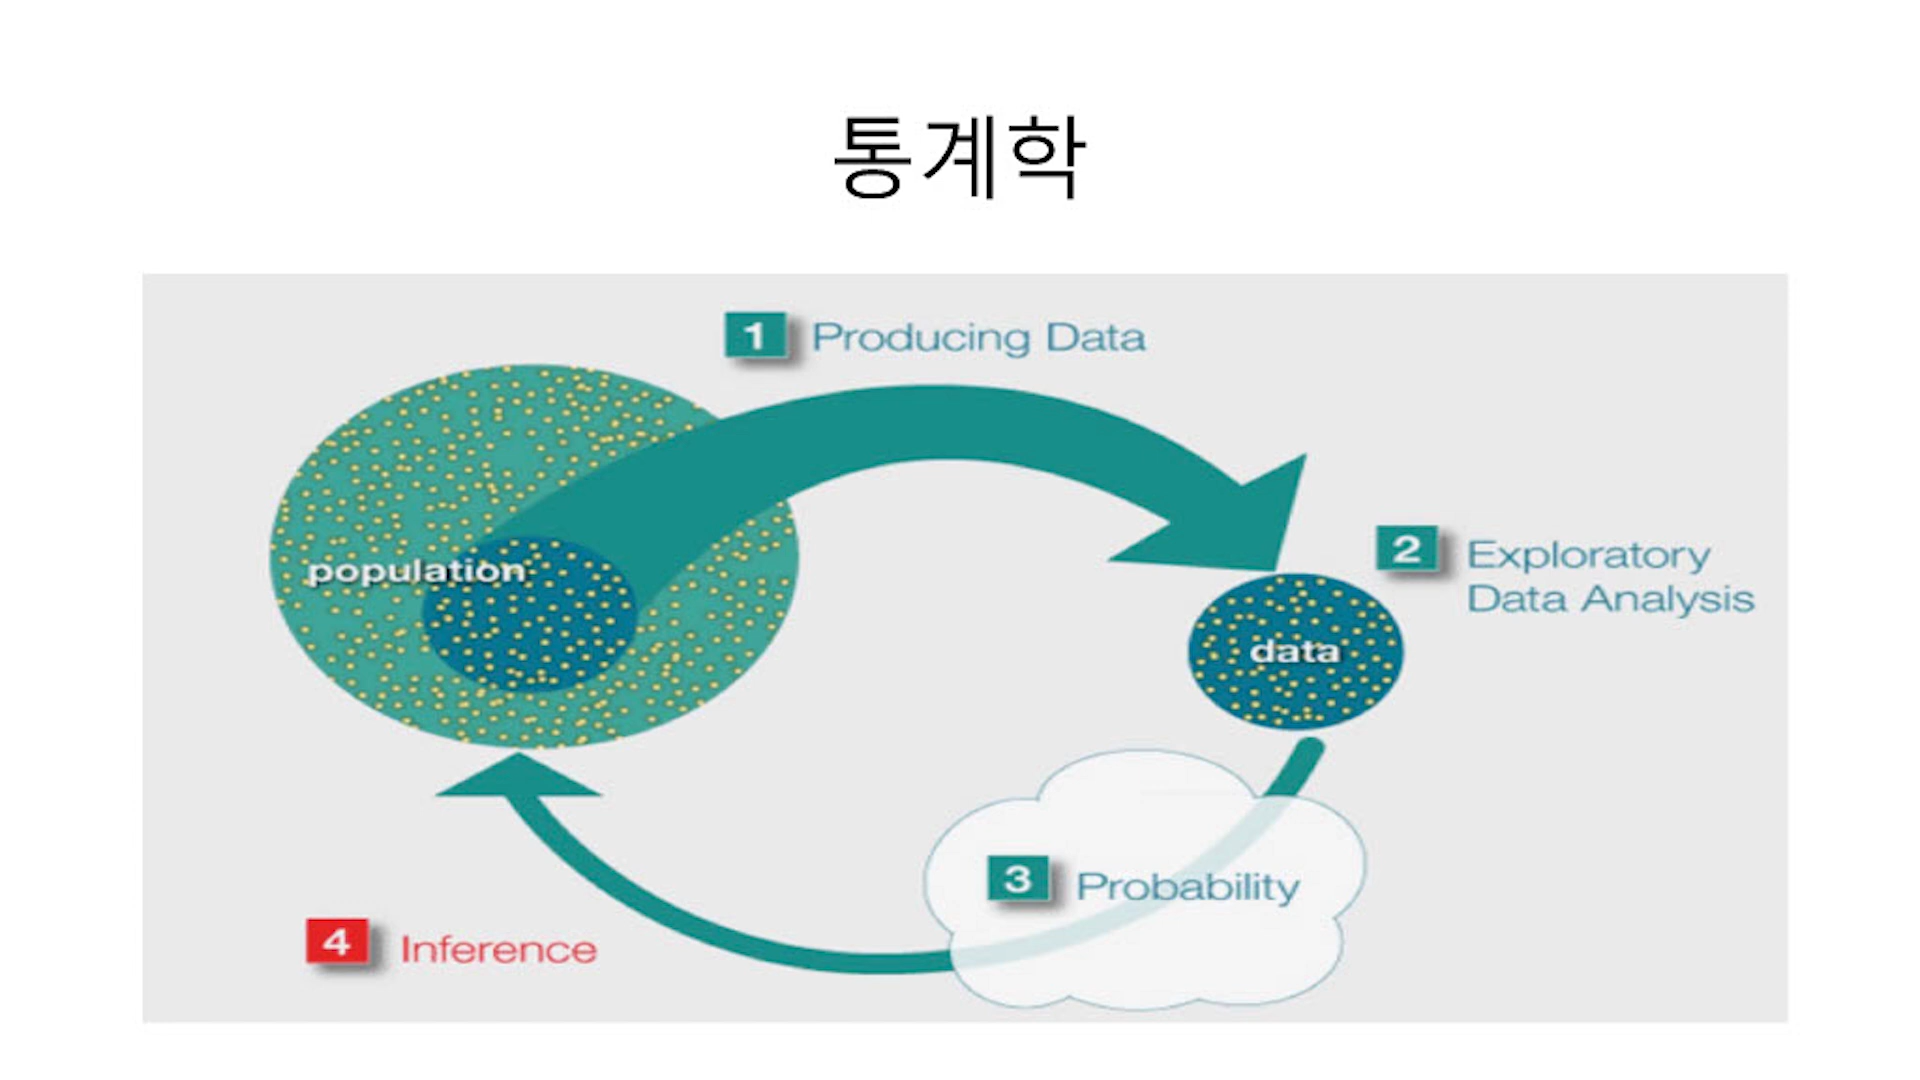 통계학
1 Producing Data
population
2 Exploratory
Data Analysis
data
3 Probability
4 Inference